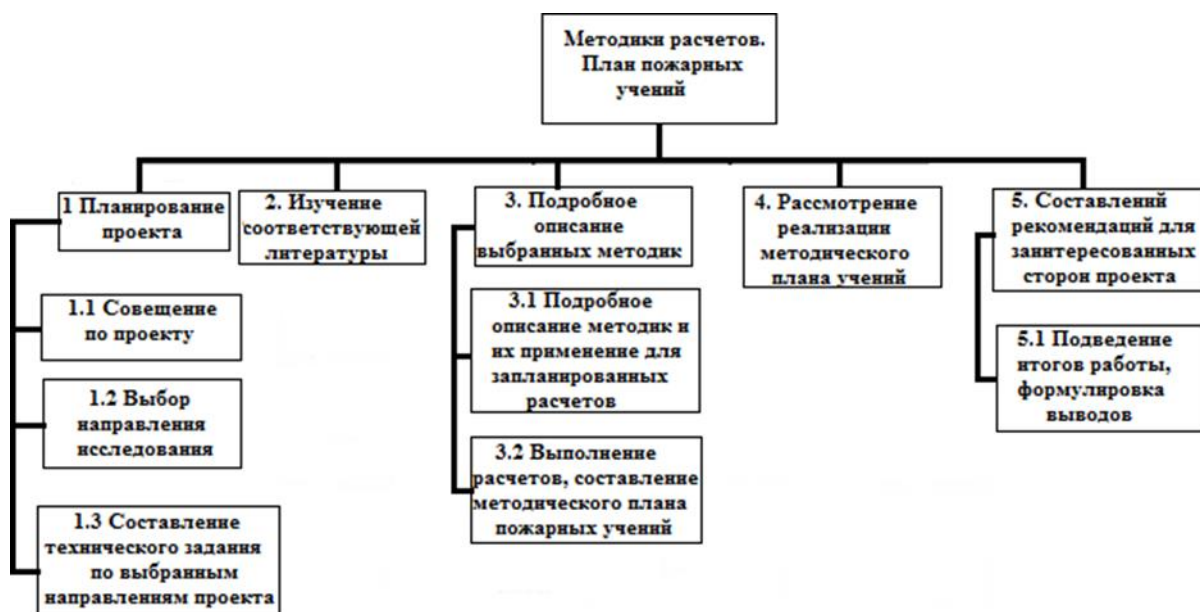 Методики расчетов.
План пожарных
учений
1 Планирование
проекта
2. Изучение
соответствующей
литературы
3. Подробное
описание
выбранных методик
4. Рассмотрение
реализации
методического
плана учений
5. Составлений
рекомендаций для
заинтересованных
сторон проекта
1.1 Совещение
по проекту
1.2 Выбор
направления
исследования
1.3 Составление
технического задания
по выбранным
направлениям проекта
3.1 Подробное
описание методик и
их применение для
запланированных
расчетов
3.2 Выполнение
расчетов, составление
методического плана
пожарных учений
5.1 Подведение
итогов работы,
формулировка
выводов